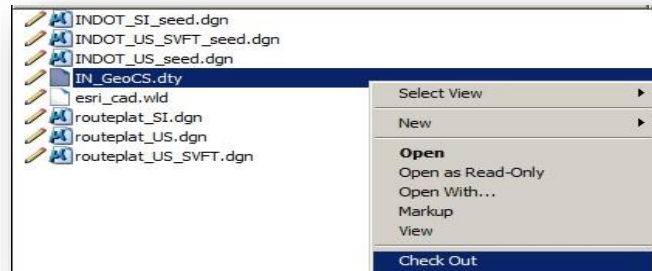 INDOT_SI_seed.dgn
INDOT_US_SVFT_seed.dgn
INDOT_US_seed.dgn
IN_GeoCS.dty
esri_cad.wld
routeplat_SI.dgn
routeplat_US.dgn
routeplat_US_SVFT.dgn
Select View
New
Open
Open as Read-Only
Open With...
Markup
View
Check Out